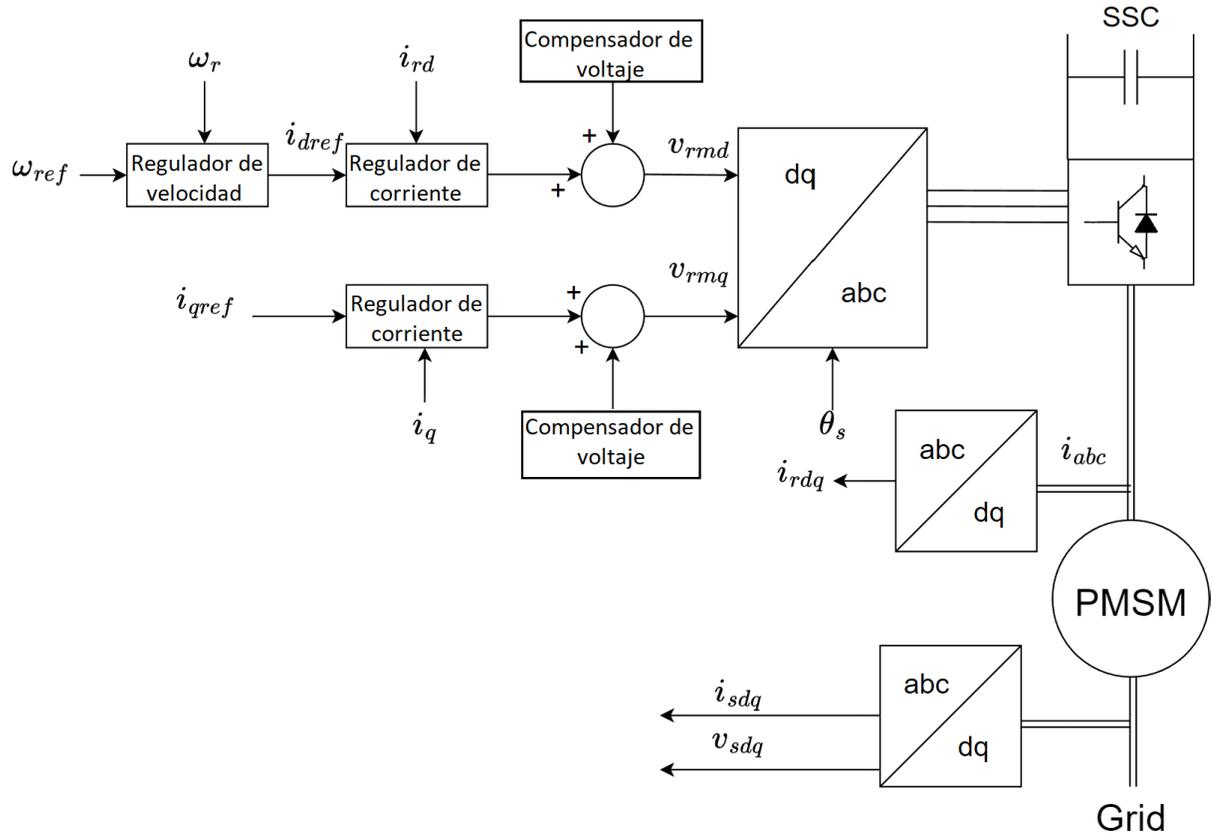 SSC
ω_r
i_rd
Compensador de
voltaje
ω_ref
Regulador de
velocidad
i_dref
Regulador de
corriente
+
+
v_rmd
dq
abc
i_qref
Regulador de
corriente
+
+
v_rmq
i_q
Compensador de
voltaje
θ_s
i_rdq
abc
dq
i_abc
PMSM
i_sdq
v_sdq
abc
dq
Grid